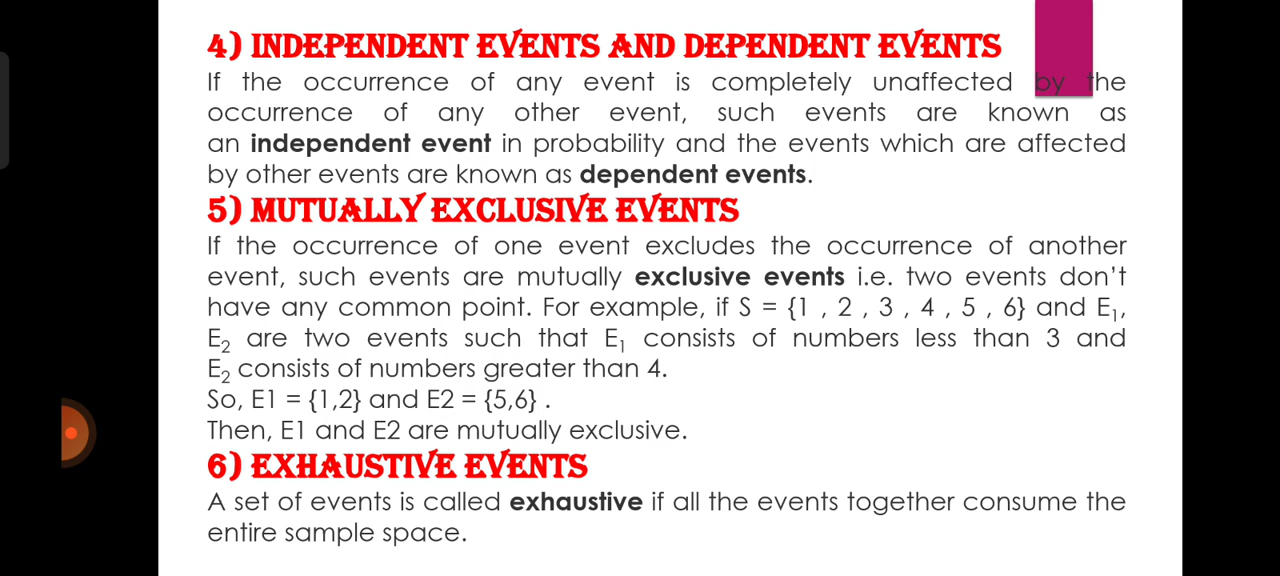 4) INDEPENDENT EVENTS AND DEPENDENT EVENTS
If the occurrence of any event is completely unaffected by the
occurrence of any other event, such events are known as
an independent event in probability and the events which are affected
by other events are known as dependent events.
5) MUTUALLY EXCLUSIVE EVENTS
If the occurrence of one event excludes the occurrence of another
event, such events are mutually exclusive events i.e. two events don’t
have any common point. For example, if S = {1 , 2 , 3 , 4 , 5 , 6} and E₁,
E₂ are two events such that E₁ consists of numbers less than 3 and
E₂ consists of numbers greater than 4.
So, E1 = {1,2} and E2 = {5,6} .
Then, E1 and E2 are mutually exclusive.
6) EXHAUSTIVE EVENTS
A set of events is called exhaustive if all the events together consume the
entire sample space.